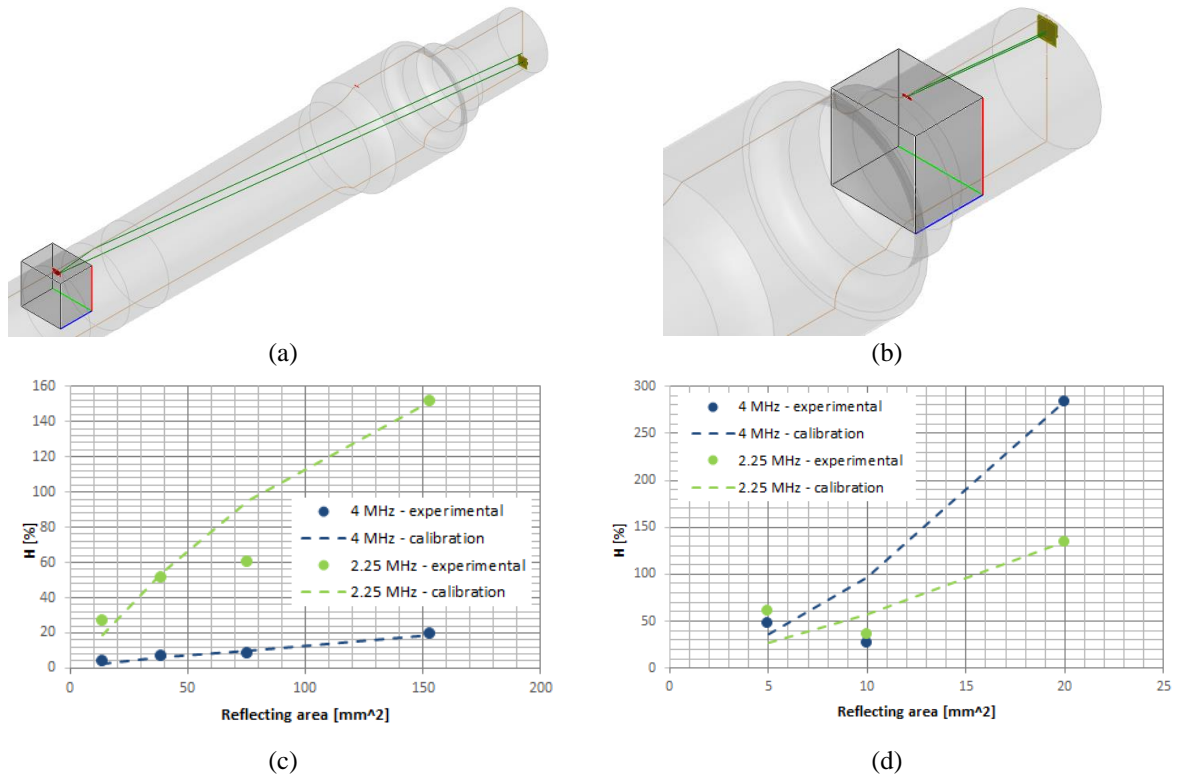 (a)
(b)
160
140
120
100
80
60
40
20
0
H [%]
4 MHz - experimental
4 MHz - calibration
2.25 MHz - experimental
2.25 MHz - calibration
0 50 100 150 200
Reflecting area [mm^2]
300
250
200
150
100
50
0
H [%]
4 MHz - experimental
4 MHz - calibration
2.25 MHz - experimental
2.25 MHz - calibration
0 5 10 15 20 25
Reflecting area [mm^2]
(c)
(d)